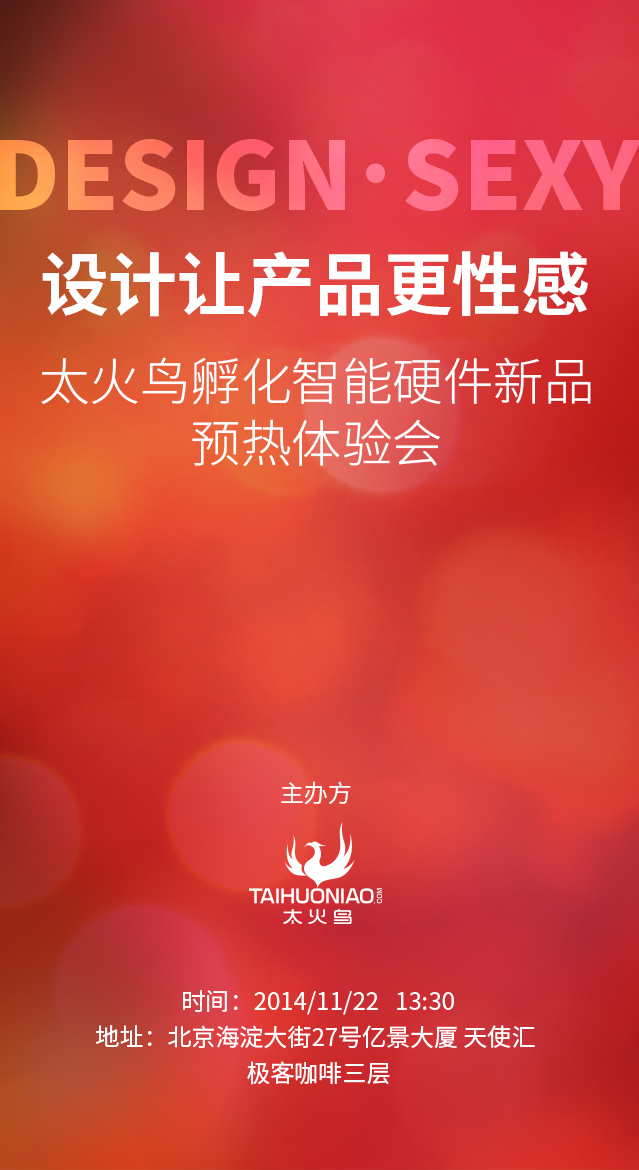 DESIGN·SEXY
设计让产品更性感
太火鸟孵化智能硬件新品
预热体验会
主办方
TAIHUONIAO.COM
太火鸟
时间：2014/11/22 13:30
地址：北京海淀大街27号亿景大厦 天使汇
极客咖啡三层